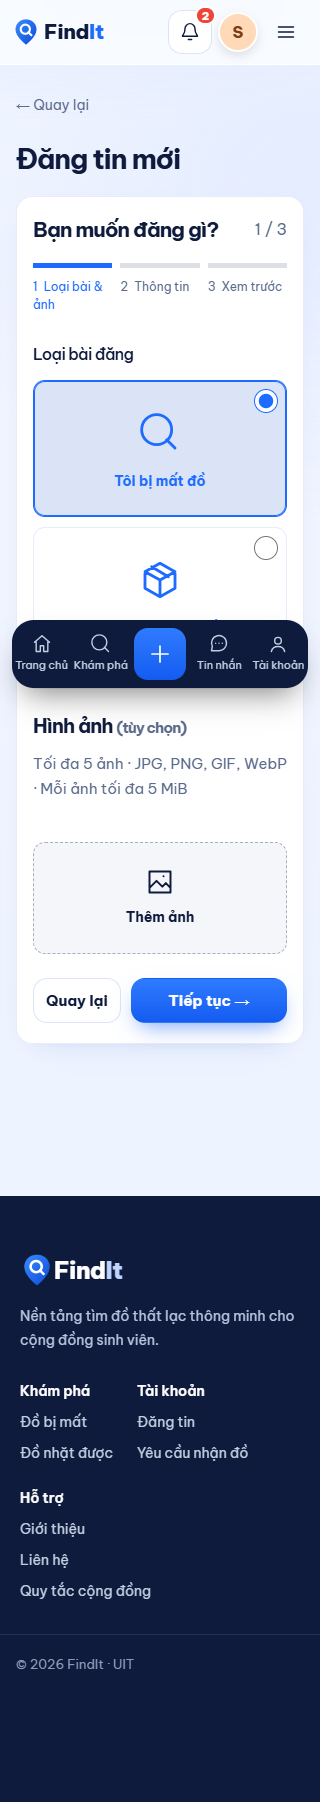 FindIt
2
S
← Quay lại
Đăng tin mới
Bạn muốn đăng gì?
1 / 3
1 Loại bài & ảnh
2 Thông tin
3 Xem trước
Loại bài đăng
Tôi bị mất đồ
Trang chủ
Khám phá
Tin nhắn
Tài khoản
Hình ảnh (tùy chọn)
Tối đa 5 ảnh · JPG, PNG, GIF, WebP
· Mỗi ảnh tối đa 5 MiB
Thêm ảnh
Quay lại
Tiếp tục →
FindIt
Nền tảng tìm đồ thất lạc thông minh cho
cộng đồng sinh viên.
Khám phá
Đồ bị mất
Đồ nhặt được
Tài khoản
Đăng tin
Yêu cầu nhận đồ
Hỗ trợ
Giới thiệu
Liên hệ
Quy tắc cộng đồng
© 2026 FindIt · UIT